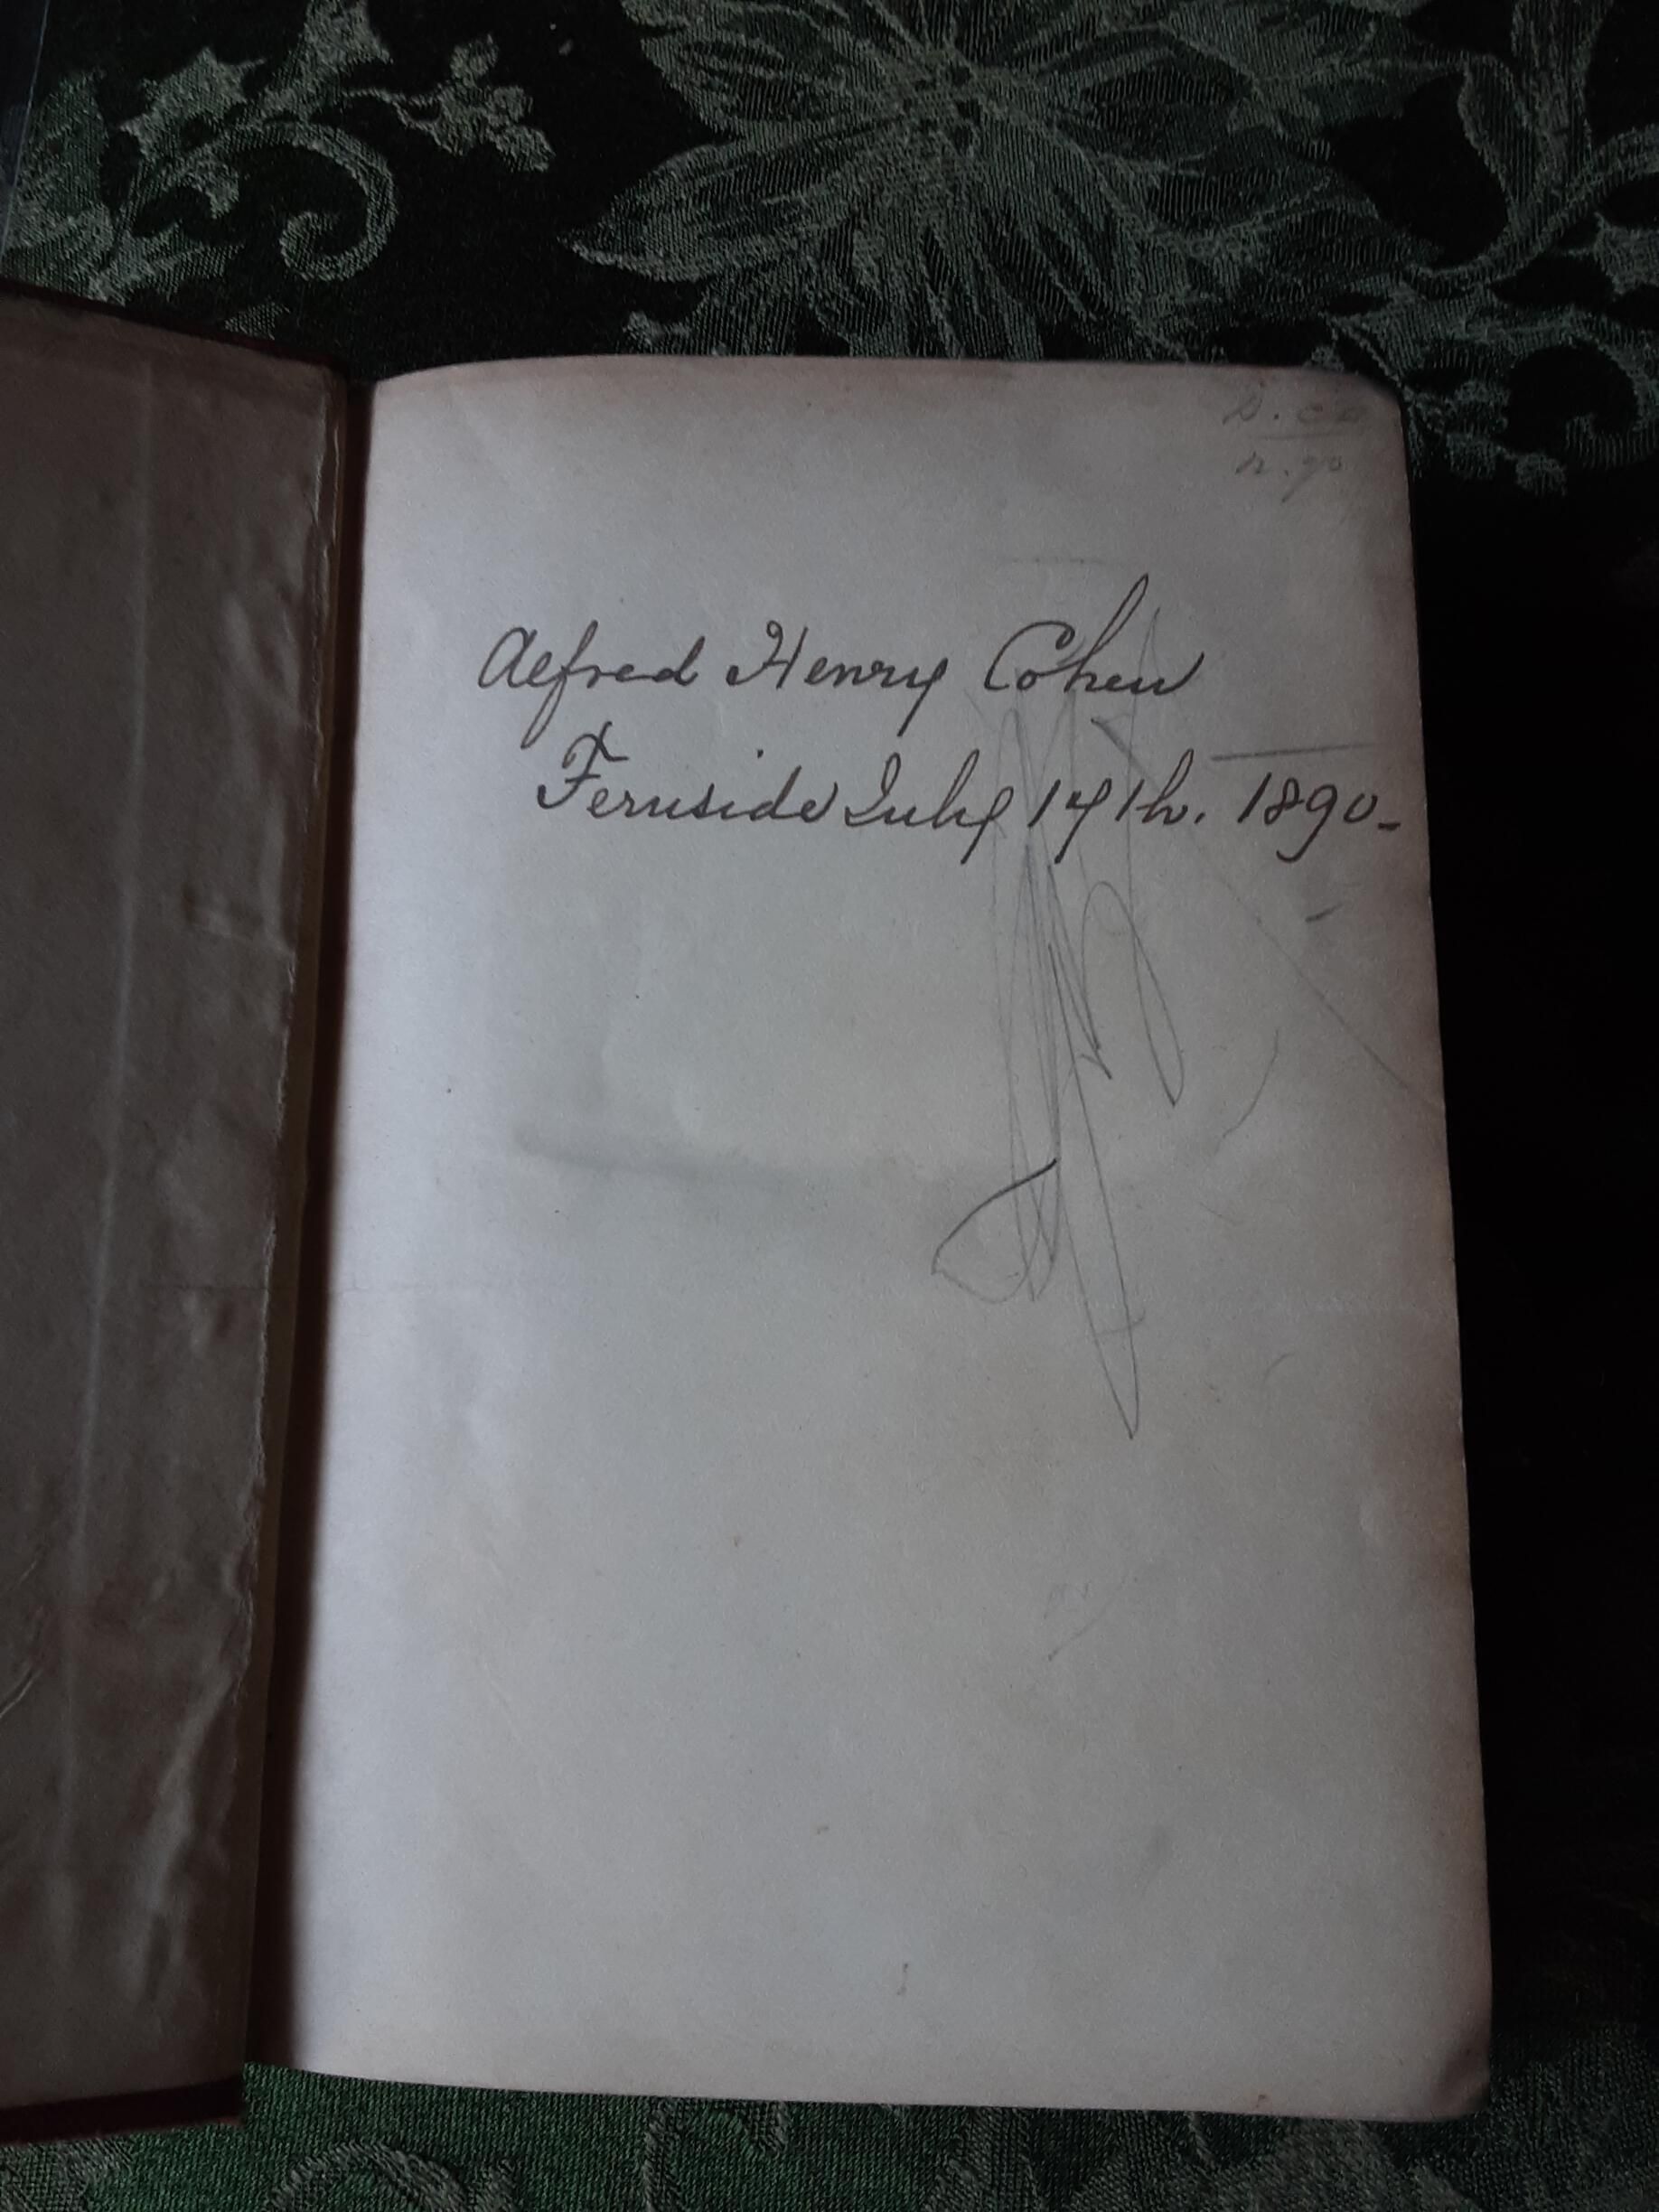 Alfred Henry Cohen
Fernside July 14th. 1890-